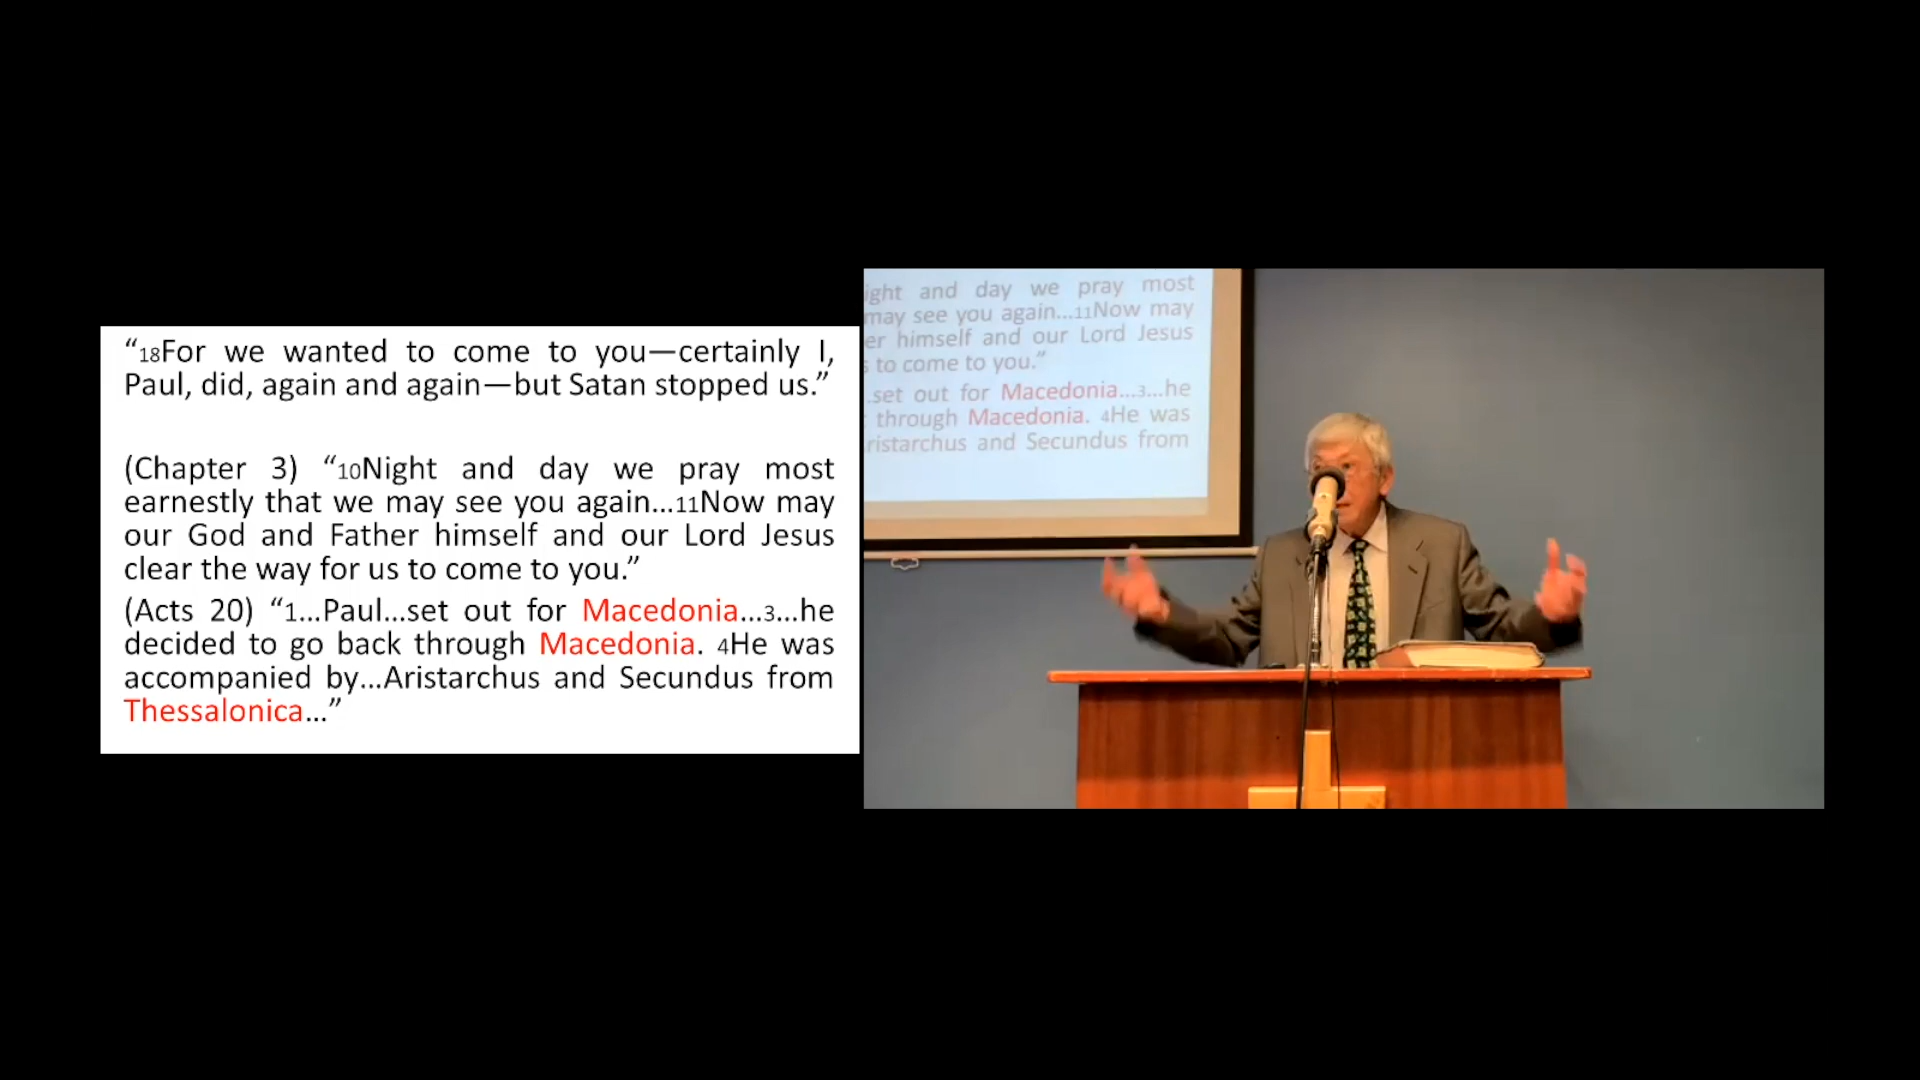 “18For we wanted to come to you—certainly I,
Paul, did, again and again—but Satan stopped us.”
(Chapter 3) “10Night and day we pray most
earnestly that we may see you again...11Now may
our God and Father himself and our Lord Jesus
clear the way for us to come to you.”
(Acts 20) “1...Paul...set out for Macedonia...3...he
decided to go back through Macedonia. 4He was
accompanied by...Aristarchus and Secundus from
Thessalonica...”
ight and day we pray most
may see you again...11Now may
er himself and our Lord Jesus
s to come to you.”
.set out for Macedonia...3...he
through Macedonia. 4He was
ristarchus and Secundus from